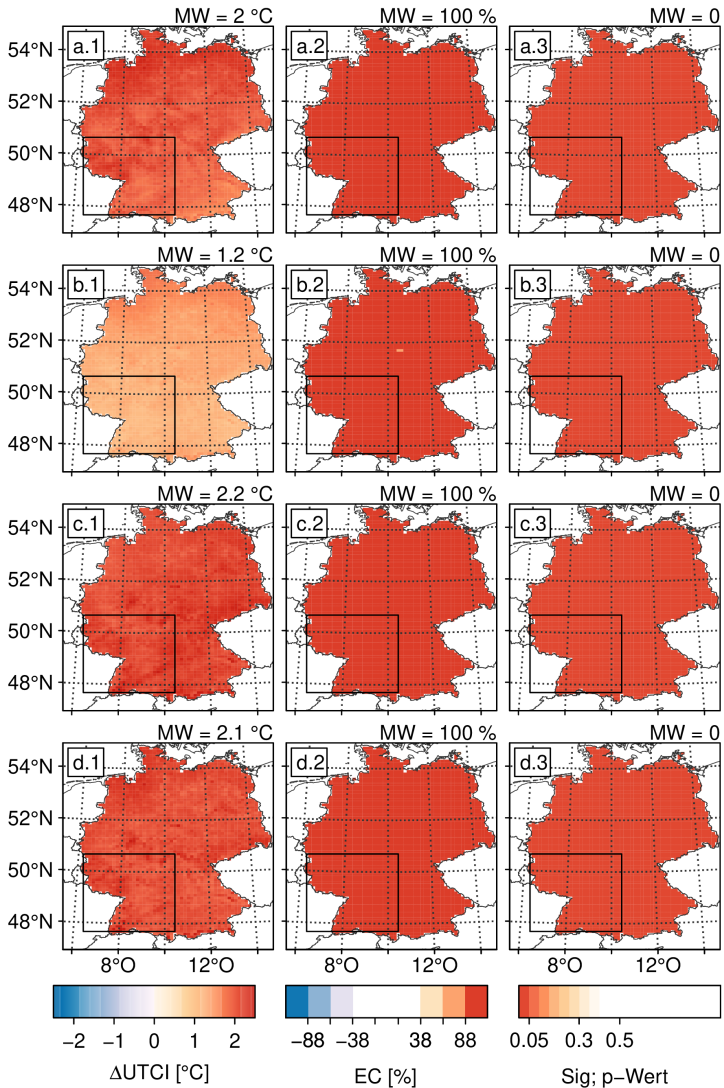 MW = 2 °C MW = 100 % MW = 0
54°N a.1 a.2 a.3
52°N
50°N
48°N
MW = 1.2 °C MW = 100 % MW = 0
54°N b.1 b.2 b.3
52°N
50°N
48°N
MW = 2.2 °C MW = 100 % MW = 0
54°N c.1 c.2 c.3
52°N
50°N
48°N
MW = 2.1 °C MW = 100 % MW = 0
54°N d.1 d.2 d.3
52°N
50°N
48°N
8°O 12°O 8°O 12°O 8°O 12°O
−2 −1 0 1 2 −88 −38 38 88 0.05 0.3 0.5
ΔUTCI [°C] EC [%] Sig; p−Wert